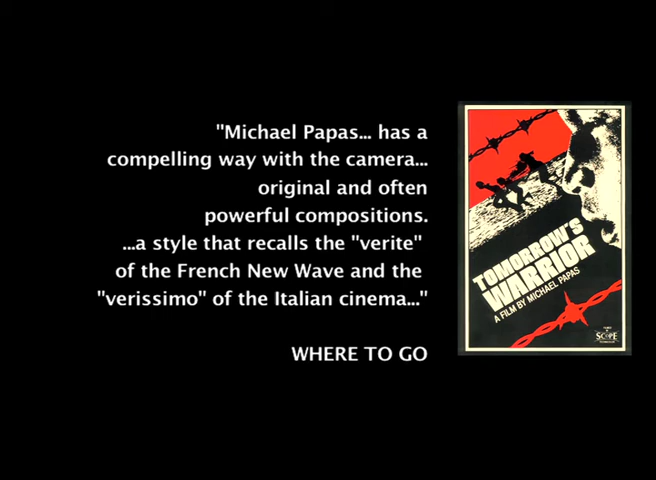 "Michael Papas... has a
compelling way with the camera...
original and often
powerful compositions.
...a style that recalls the "verite"
of the French New Wave and the
"verissimo" of the Italian cinema..."
WHERE TO GO
TOMORROW'S
WARRIOR
A FILM BY MICHAEL PAPAS
SCOPE